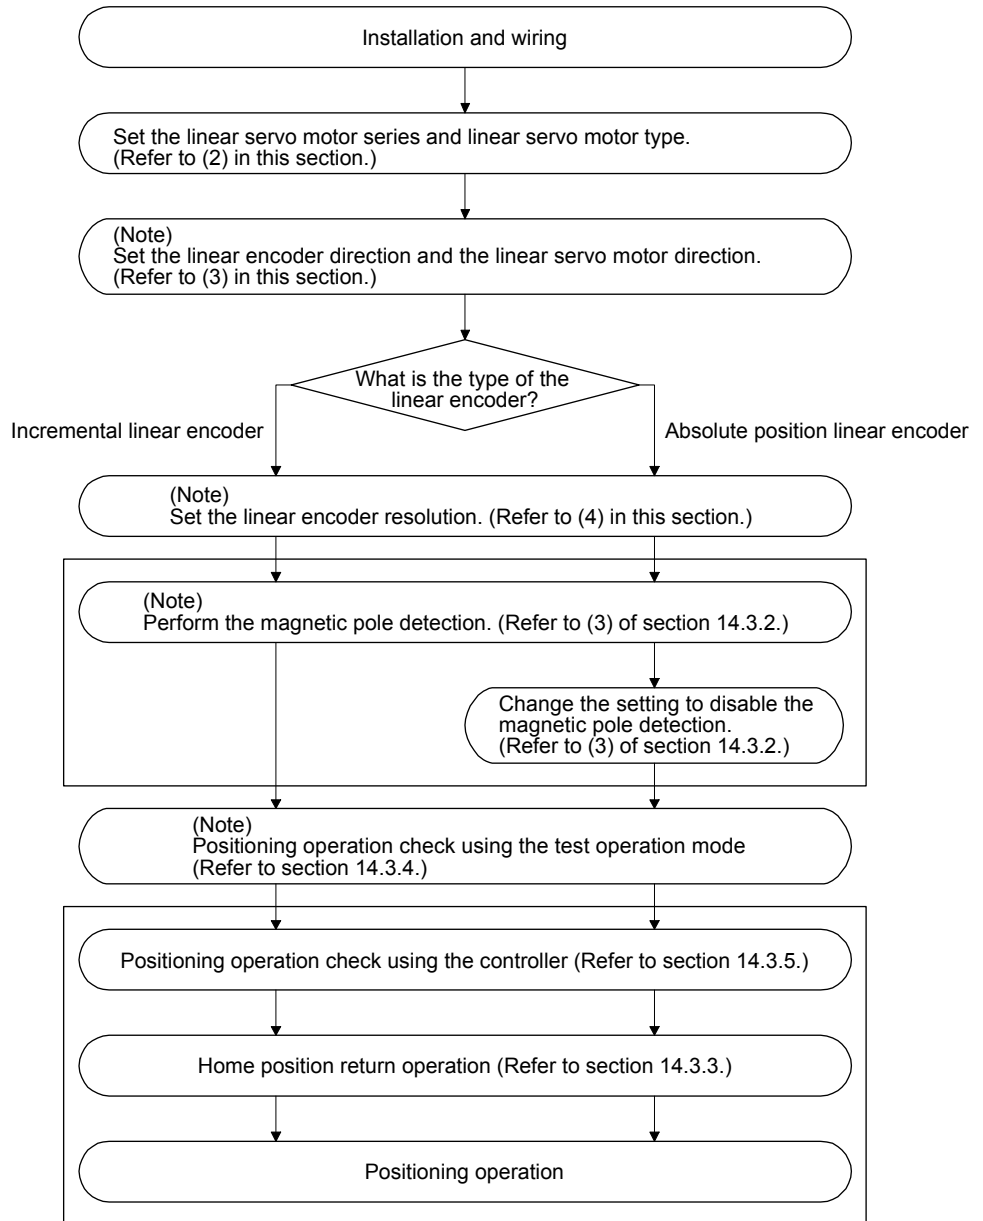 Installation and wiring
Set the linear servo motor series and linear servo motor type.
(Refer to (2) in this section.)
(Note)
Set the linear encoder direction and the linear servo motor direction.
(Refer to (3) in this section.)
What is the type of the
linear encoder?
Incremental linear encoder
Absolute position linear encoder
(Note)
Set the linear encoder resolution. (Refer to (4) in this section.)
(Note)
Perform the magnetic pole detection. (Refer to (3) of section 14.3.2.)
Change the setting to disable the
magnetic pole detection.
(Refer to (3) of section 14.3.2.)
(Note)
Positioning operation check using the test operation mode
(Refer to section 14.3.4.)
Positioning operation check using the controller (Refer to section 14.3.5.)
Home position return operation (Refer to section 14.3.3.)
Positioning operation